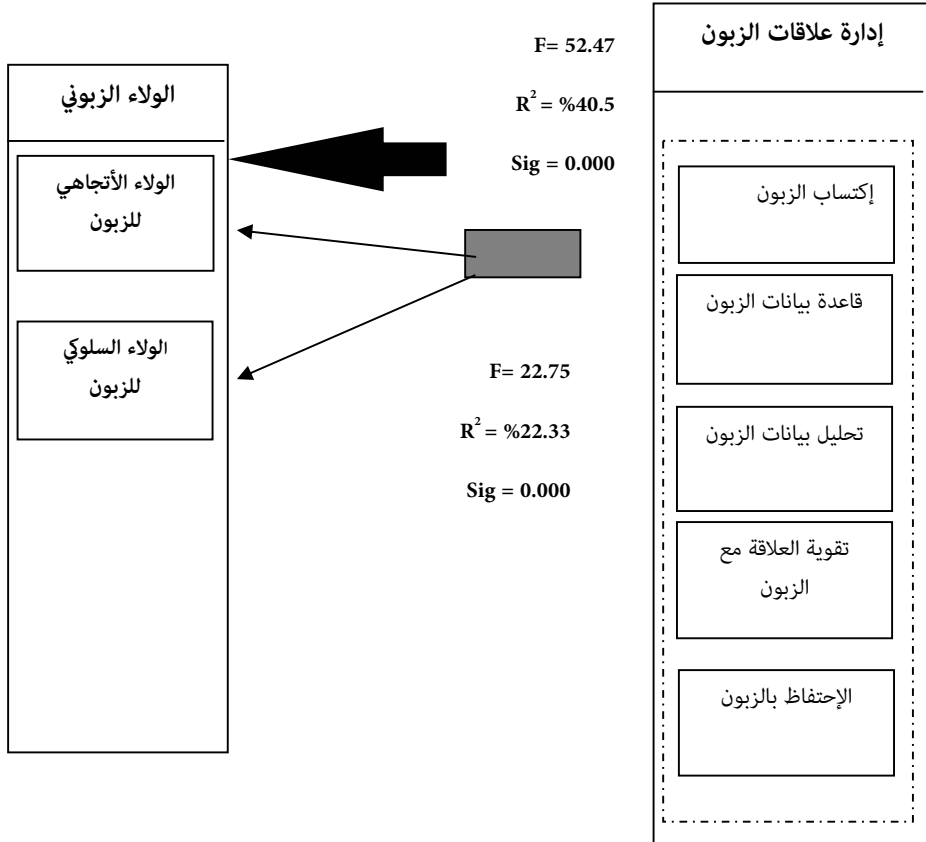 إدارة علاقات الزبون
إكتساب الزبون
قاعدة بيانات الزبون
تحليل بيانات الزبون
تقوية العلاقة مع
الزبون
الإحتفاظ بالزبون
F= 52.47
R² = %40.5
Sig = 0.000
F= 22.75
R² = %22.33
Sig = 0.000
الولاء الزبوني
الولاء الأتجاهي
للزبون
الولاء السلوكي
للزبون